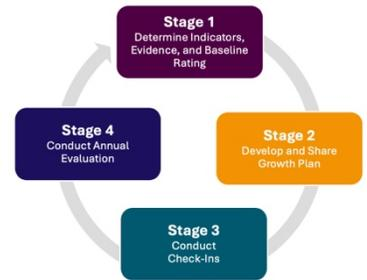 Stage 1
Determine Indicators,
Evidence, and Baseline
Rating
Stage 2
Develop and Share
Growth Plan
Stage 3
Conduct
Check-Ins
Stage 4
Conduct Annual
Evaluation